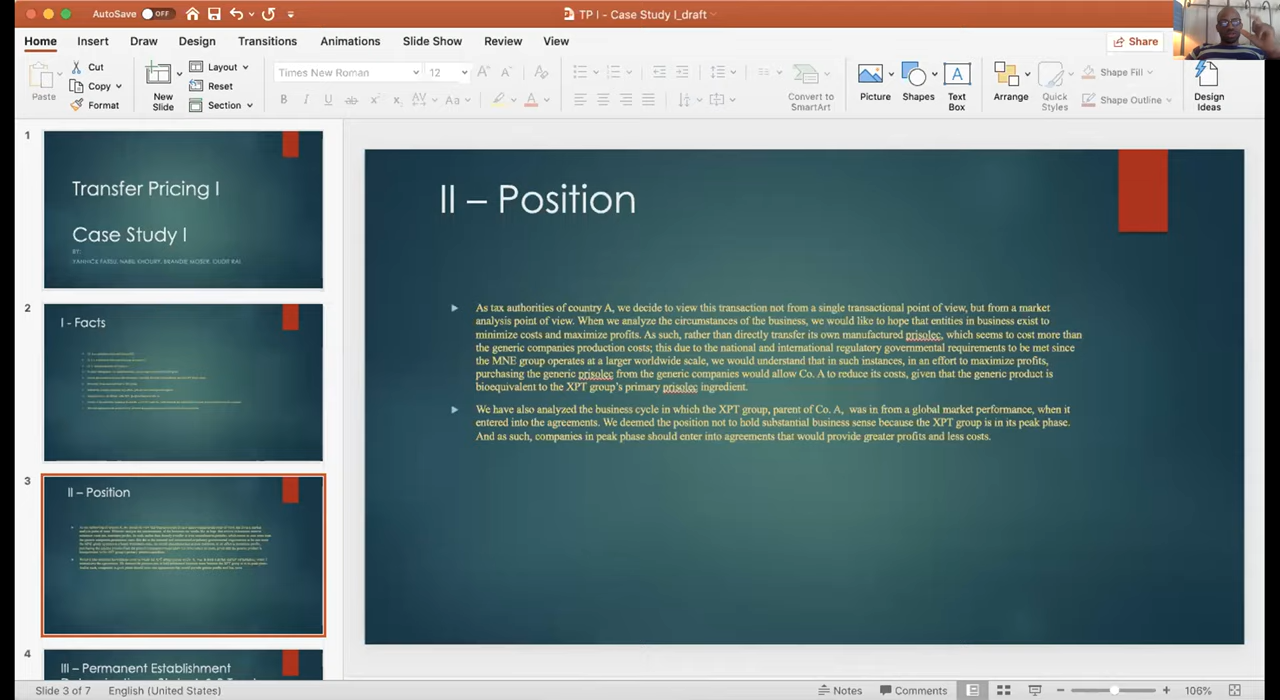 AutoSave OFF
TP I - Case Study I_draft
Home Insert Draw Design Transitions Animations Slide Show Review View
Share
Paste
Cut
Copy
Format
New Slide
Layout
Reset
Section
Times New Roman 12
Convert to SmartArt
Picture
Shapes
Text Box
Arrange
Quick Styles
Shape Fill
Shape Outline
Design Ideas
1
Transfer Pricing I
Case Study I
BY:
2
I - Facts
3
II – Position
4
III – Permanent Establishment
II – Position
As tax authorities of country A, we decide to view this transaction not from a single transactional point of view, but from a market
analysis point of view. When we analyze the circumstances of the business, we would like to hope that entities in business exist to
minimize costs and maximize profits. As such, rather than directly transfer its own manufactured prisolec, which seems to cost more than
the generic companies production costs; this due to the national and international regulatory governmental requirements to be met since
the MNE group operates at a larger worldwide scale, we would understand that in such instances, in an effort to maximize profits,
purchasing the generic prisolec from the generic companies would allow Co. A to reduce its costs, given that the generic product is
bioequivalent to the XPT group's primary prisolec ingredient.
We have also analyzed the business cycle in which the XPT group, parent of Co. A, was in from a global market performance, when it
entered into the agreements. We deemed the position not to hold substantial business sense because the XPT group is in its peak phase.
And as such, companies in peak phase should enter into agreements that would provide greater profits and less costs.
Slide 3 of 7
English (United States)
Notes
Comments
106%